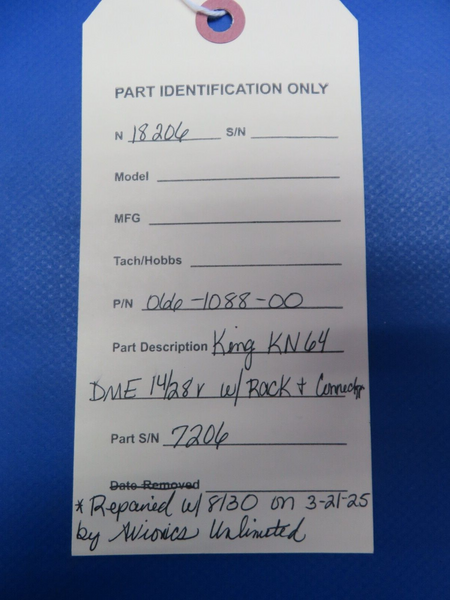 PART IDENTIFICATION ONLY
N 18206 S/N
Model
MFG
Tach/Hobbs
P/N 066-1088-00
Part Description King KN64
DME 14/28v w/ Rack + Connector
Part S/N 7206
Date Removed
* Repaired w/ 8130 on 3-21-25
by Avionics Unlimited